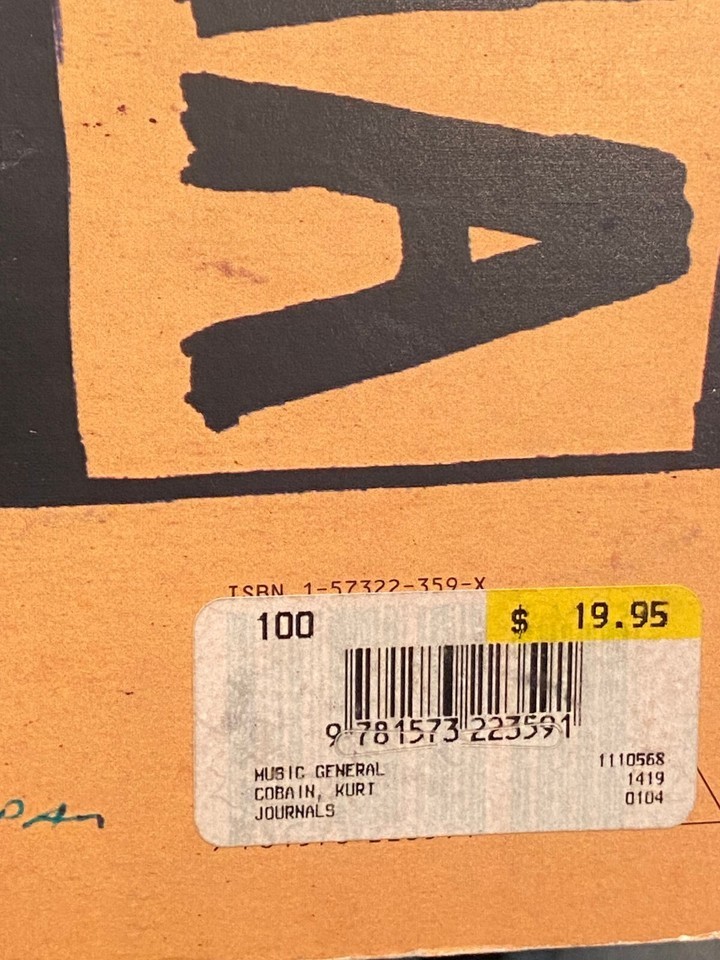 A
ISBN 1-57322-359-X
100
$ 19.95
9 781573 223591
MUSIC GENERAL 1110568
COBAIN, KURT 1419
JOURNALS 0104